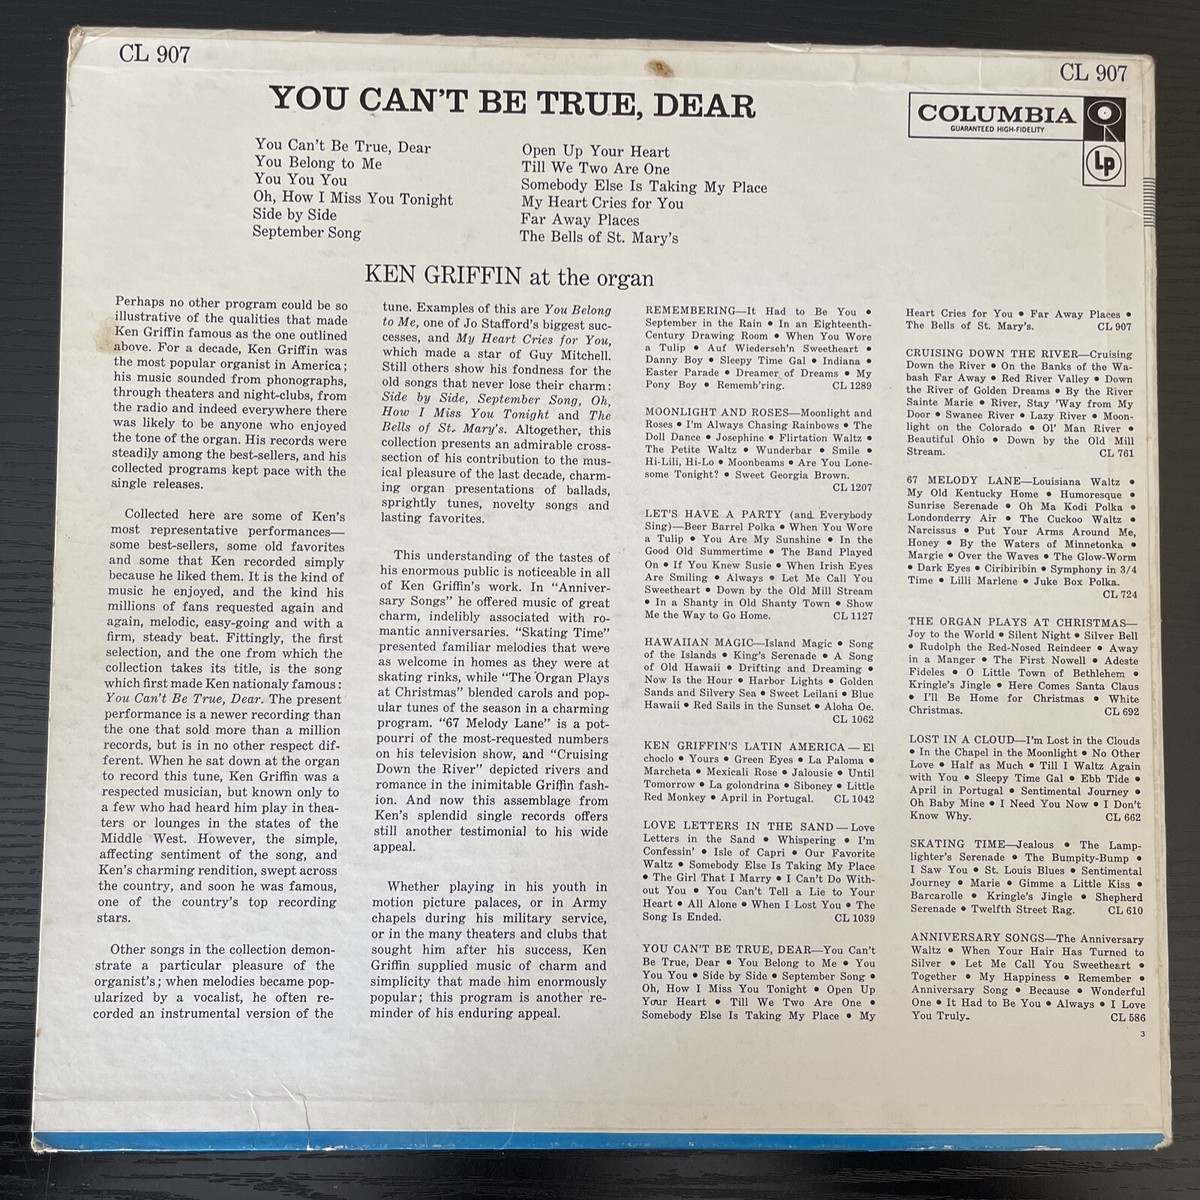 CL 907
CL 907
YOU CAN'T BE TRUE, DEAR
COLUMBIA
GUARANTEED HIGH-FIDELITY
Lp
You Can't Be True, Dear
You Belong to Me
You You You
Oh, How I Miss You Tonight
Side by Side
September Song
Open Up Your Heart
Till We Two Are One
Somebody Else Is Taking My Place
My Heart Cries for You
Far Away Places
The Bells of St. Mary's
KEN GRIFFIN at the organ
Perhaps no other program could be so
illustrative of the qualities that made
Ken Griffin famous as the one outlined
above. For a decade, Ken Griffin was
the most popular organist in America;
his music sounded from phonographs,
through theaters and night-clubs, from
the radio and indeed everywhere there
was likely to be anyone who enjoyed
the tone of the organ. His records were
steadily among the best-sellers, and his
collected programs kept pace with the
single releases.
Collected here are some of Ken's
most representative performances—
some best-sellers, some old favorites
and some that Ken recorded simply
because he liked them. It is the kind of
music he enjoyed, and the kind his
millions of fans requested again and
again, melodic, easy-going and with a
firm, steady beat. Fittingly, the first
selection, and the one from which the
collection takes its title, is the song
which first made Ken nationaly famous:
You Can't Be True, Dear. The present
performance is a newer recording than
the one that sold more than a million
records, but is in no other respect dif-
ferent. When he sat down at the organ
to record this tune, Ken Griffin was a
respected musician, but known only to
a few who had heard him play in thea-
ters or lounges in the states of the
Middle West. However, the simple,
affecting sentiment of the song, and
Ken's charming rendition, swept across
the country, and soon he was famous,
one of the country's top recording
stars.
Other songs in the collection demon-
strate a particular pleasure of the
organist's; when melodies became pop-
ularized by a vocalist, he often re-
corded an instrumental version of the
tune. Examples of this are You Belong
to Me, one of Jo Stafford's biggest suc-
cesses, and My Heart Cries for You,
which made a star of Guy Mitchell.
Still others show his fondness for the
old songs that never lose their charm:
Side by Side, September Song, Oh,
How I Miss You Tonight and The
Bells of St. Mary's. Altogether, this
collection presents an admirable cross-
section of his contribution to the mus-
ical pleasure of the last decade, charm-
ing organ presentations of ballads,
sprightly tunes, novelty songs and
lasting favorites.
This understanding of the tastes of
his enormous public is noticeable in all
of Ken Griffin's work. In "Anniver-
sary Songs" he offered music of great
charm, indelibly associated with ro-
mantic anniversaries. "Skating Time"
presented familiar melodies that were
as welcome in homes as they were at
skating rinks, while "The Organ Plays
at Christmas" blended carols and pop-
ular tunes of the season in a charming
program. "67 Melody Lane" is a pot-
pourri of the most-requested numbers
on his television show, and "Cruising
Down the River" depicted rivers and
romance in the inimitable Griffin fash-
ion. And now this assemblage from
Ken's splendid single records offers
still another testimonial to his wide
appeal.
Whether playing in his youth in
motion picture palaces, or in Army
chapels during his military service,
or in the many theaters and clubs that
sought him after his success, Ken
Griffin supplied music of charm and
simplicity that made him enormously
popular; this program is another re-
minder of his enduring appeal.
REMEMBERING—It Had to Be You •
September in the Rain • In an Eighteenth-
Century Drawing Room • When You Wore
a Tulip • Auf Wiederseh'n Sweetheart •
Danny Boy • Sleepy Time Gal • Indiana •
Easter Parade • Dreamer of Dreams • My
Pony Boy • Rememb'ring. CL 1289
MOONLIGHT AND ROSES—Moonlight and
Roses • I'm Always Chasing Rainbows • The
Doll Dance • Josephine • Flirtation Waltz •
The Petite Waltz • Wunderbar • Smile •
Hi-Lili, Hi-Lo • Moonbeams • Are You Lone-
some Tonight? • Sweet Georgia Brown.
CL 1207
LET'S HAVE A PARTY (and Everybody
Sing)—Beer Barrel Polka • When You Wore
a Tulip • You Are My Sunshine • In the
Good Old Summertime • The Band Played
On • If You Knew Susie • When Irish Eyes
Are Smiling • Always • Let Me Call You
Sweetheart • Down by the Old Mill Stream
• In a Shanty in Old Shanty Town • Show
Me the Way to Go Home. CL 1127
HAWAIIAN MAGIC—Island Magic • Song
of the Islands • King's Serenade • A Song
of Old Hawaii • Drifting and Dreaming •
Now Is the Hour • Harbor Lights • Golden
Sands and Silvery Sea • Sweet Leilani • Blue
Hawaii • Red Sails in the Sunset • Aloha Oe.
CL 1062
KEN GRIFFIN'S LATIN AMERICA — El
choclo • Yours • Green Eyes • La Paloma •
Marcheta • Mexicali Rose • Jalousie • Until
Tomorrow • La golondrina • Siboney • Little
Red Monkey • April in Portugal. CL 1042
LOVE LETTERS IN THE SAND — Love
Letters in the Sand • Whispering • I'm
Confessin' • Isle of Capri • Our Favorite
Waltz • Somebody Else Is Taking My Place
• The Girl That I Marry • I Can't Do With-
out You • You Can't Tell a Lie to Your
Heart • All Alone • When I Lost You • The
Song Is Ended. CL 1039
YOU CAN'T BE TRUE, DEAR—You Can't
Be True, Dear • You Belong to Me • You
You You • Side by Side • September Song •
Oh, How I Miss You Tonight • Open Up
Your Heart • Till We Two Are One •
Somebody Else Is Taking My Place • My
Heart Cries for You • Far Away Places •
The Bells of St. Mary's. CL 907
CRUISING DOWN THE RIVER—Cruising
Down the River • On the Banks of the Wa-
bash Far Away • Red River Valley • Down
the River of Golden Dreams • By the River
Sainte Marie • River, Stay 'Way from My
Door • Swanee River • Lazy River • Moon-
light on the Colorado • Ol' Man River •
Beautiful Ohio • Down by the Old Mill
Stream. CL 761
67 MELODY LANE—Louisiana Waltz •
My Old Kentucky Home • Humoresque •
Sunrise Serenade • Oh Ma Kodi Polka •
Londonderry Air • The Cuckoo Waltz •
Narcissus • Put Your Arms Around Me,
Honey • By the Waters of Minnetonka •
Margie • Over the Waves • The Glow-Worm
• Dark Eyes • Ciribiribin • Symphony in 3/4
Time • Lilli Marlene • Juke Box Polka.
CL 724
THE ORGAN PLAYS AT CHRISTMAS—
Joy to the World • Silent Night • Silver Bell
• Rudolph the Red-Nosed Reindeer • Away
in a Manger • The First Nowell • Adeste
Fideles • O Little Town of Bethlehem •
Kringle's Jingle • Here Comes Santa Claus
• I'll Be Home for Christmas • White
Christmas. CL 692
LOST IN A CLOUD—I'm Lost in the Clouds
• In the Chapel in the Moonlight • No Other
Love • Half as Much • Till I Waltz Again
with You • Sleepy Time Gal • Ebb Tide •
April in Portugal • Sentimental Journey •
Oh Baby Mine • I Need You Now • I Don't
Know Why. CL 662
SKATING TIME—Jealous • The Lamp-
lighter's Serenade • The Bumpity-Bump •
I Saw You • St. Louis Blues • Sentimental
Journey • Marie • Gimme a Little Kiss •
Barcarolle • Kringle's Jingle • Shepherd
Serenade • Twelfth Street Rag. CL 610
ANNIVERSARY SONGS—The Anniversary
Waltz • When Your Hair Has Turned to
Silver • Let Me Call You Sweetheart •
Together • My Happiness • Remember •
Anniversary Song • Because • Wonderful
One • It Had to Be You • Always • I Love
You Truly. CL 586
3